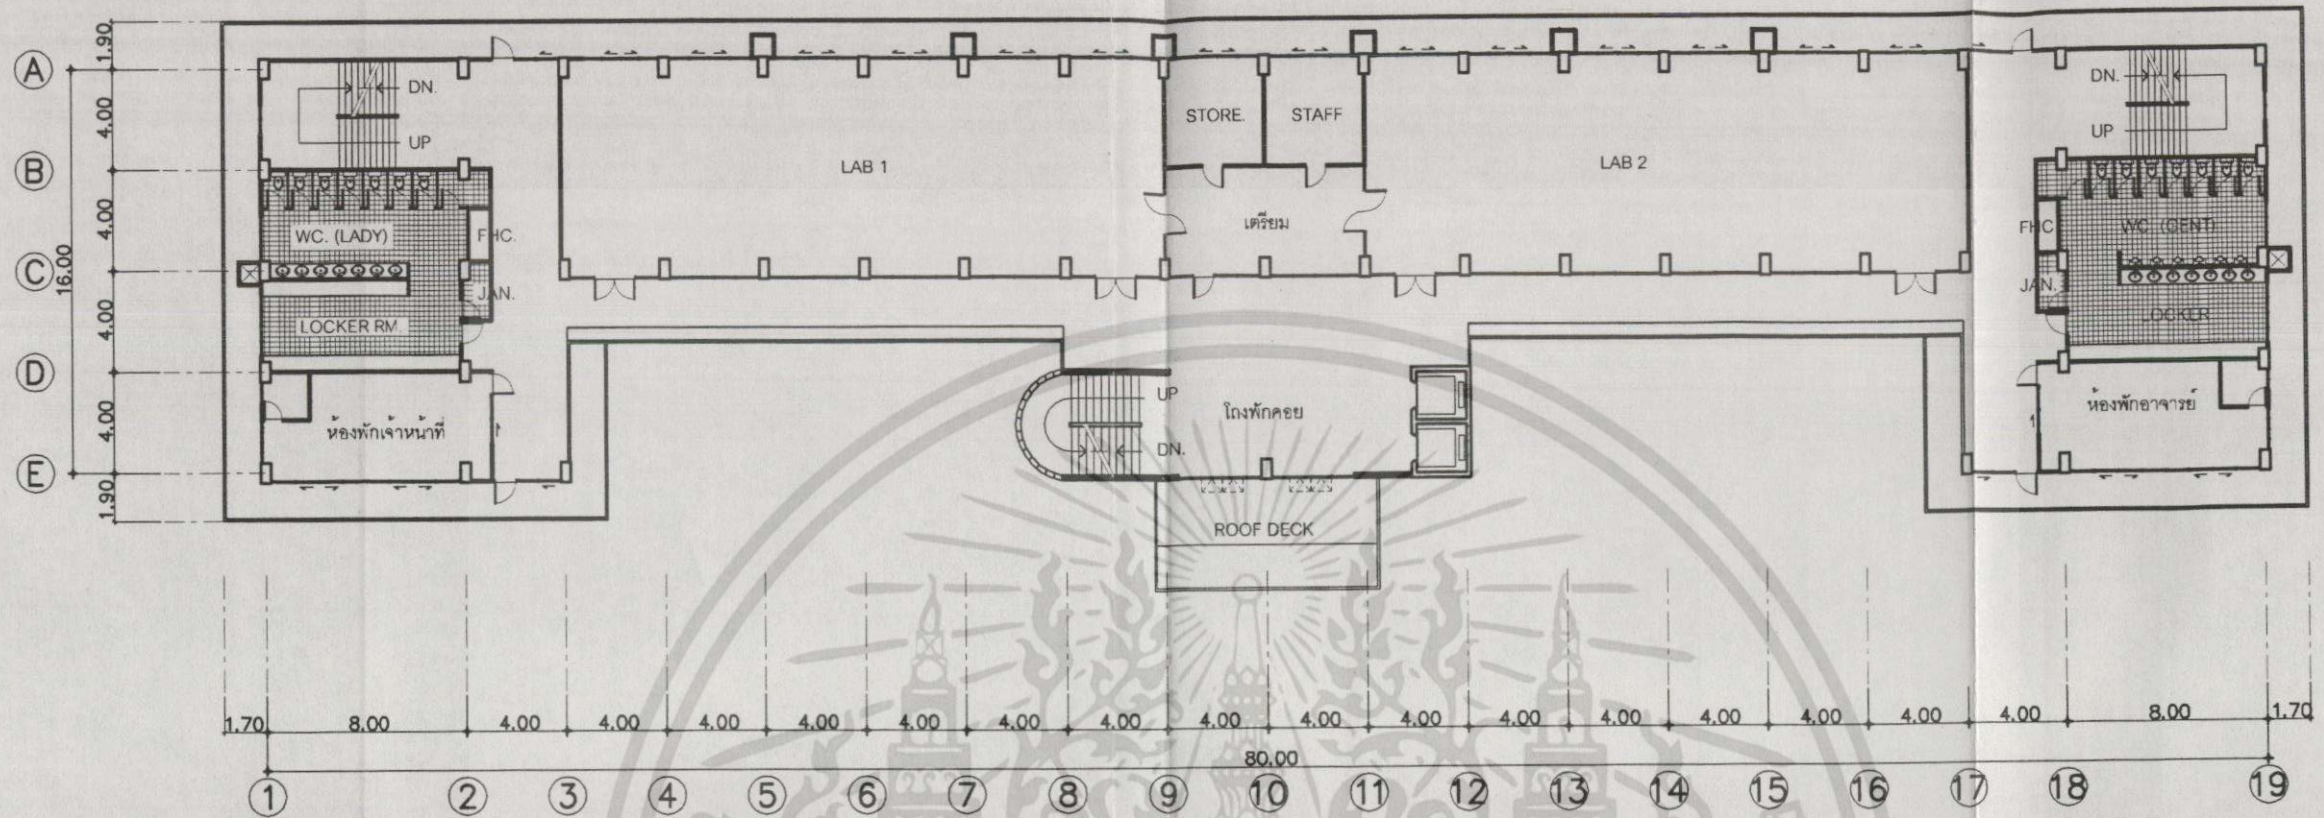 1.90
A
DN.
DN.
4.00
STORE.
STAFF
UP
UP
B
LAB 1
LAB 2
4.00
WC. (LADY)
FHC.
เตรียม
FHC
WC. (GENT)
C
16.00
JAN.
JAN.
4.00
LOCKER RM.
LOCKER
D
UP
4.00
ห้องพักเจ้าหน้าที่
โถงพักคอย
ห้องพักอาจารย์
DN.
E
1.90
ROOF DECK
1.70 8.00 4.00 4.00 4.00 4.00 4.00 4.00 4.00 4.00 4.00 4.00 4.00 4.00 4.00 4.00 4.00 4.00 8.00 1.70
80.00
1 2 3 4 5 6 7 8 9 10 11 12 13 14 15 16 17 18 19